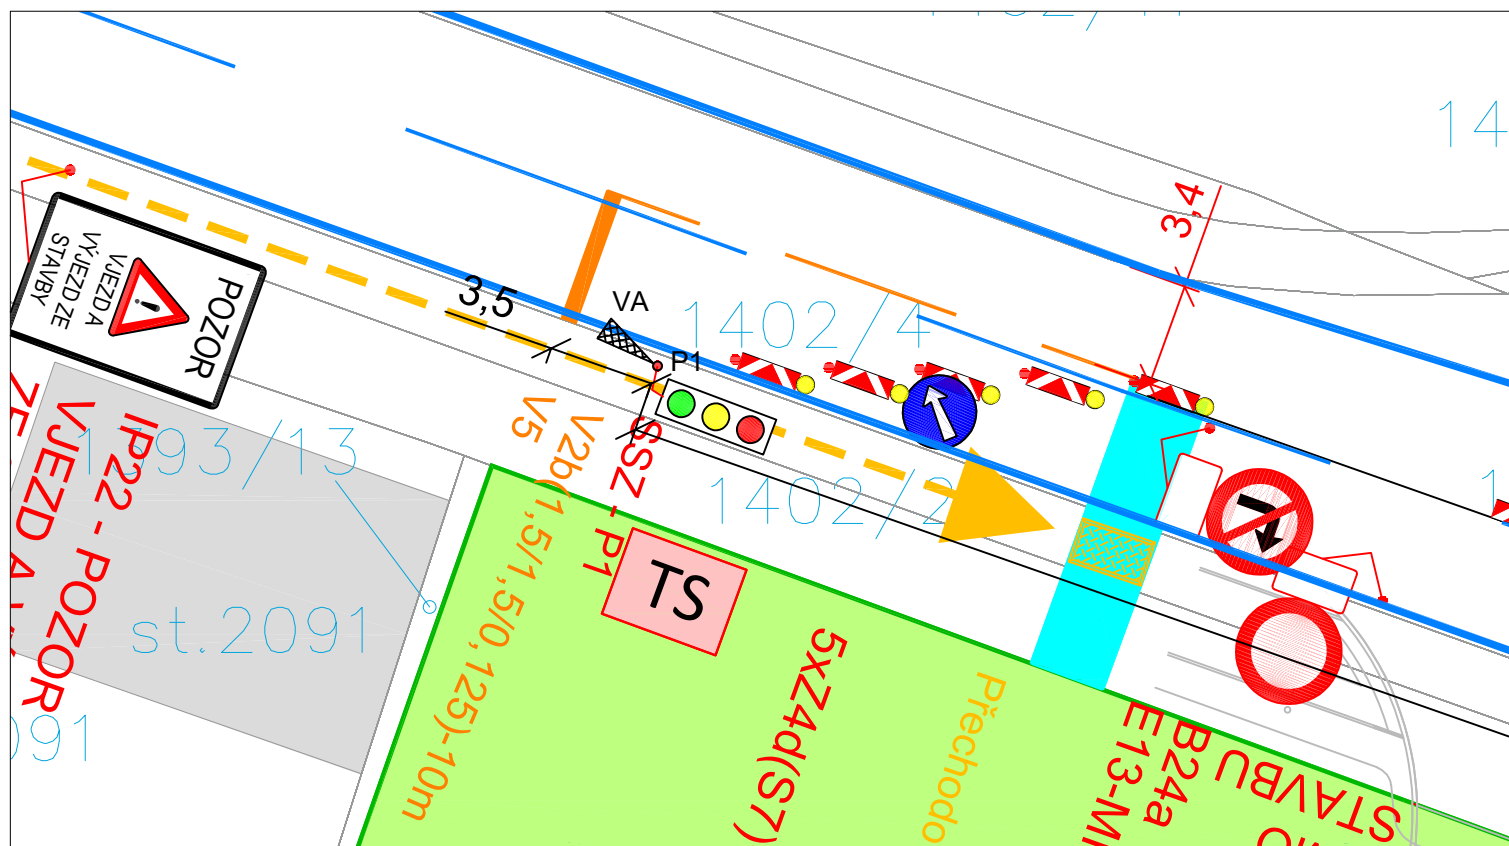 14
3,4
POZOR
VJEZD A
VÝJEZD ZE
STAVBY
3,5
VA
1402/4
P1
1393/13
IP22 - POZOR
VJEZD A
ZE
V2b(1,5/1,5/0,125)-10m
V5
SSZ - P1
1402/2
TS
st.2091
091
5xZ4d(S7)
Přechodo
B24a
E13-MI
STAVBU